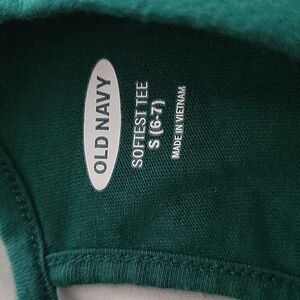 OLD NAVY
SOFTEST TEE
S (6-7)
MADE IN VIETNAM